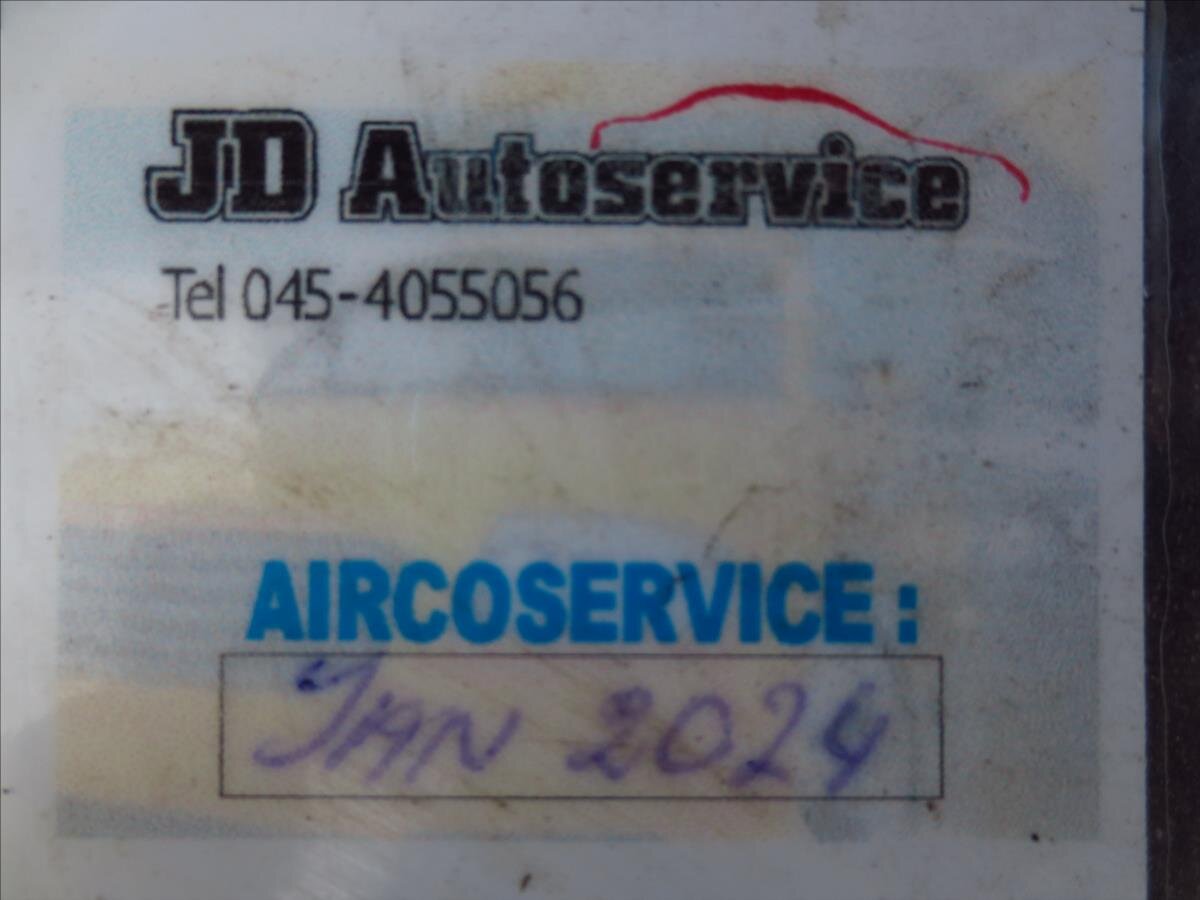 JD Autoservice
Tel 045-4055056
AIRCOSERVICE:
JAN 2024